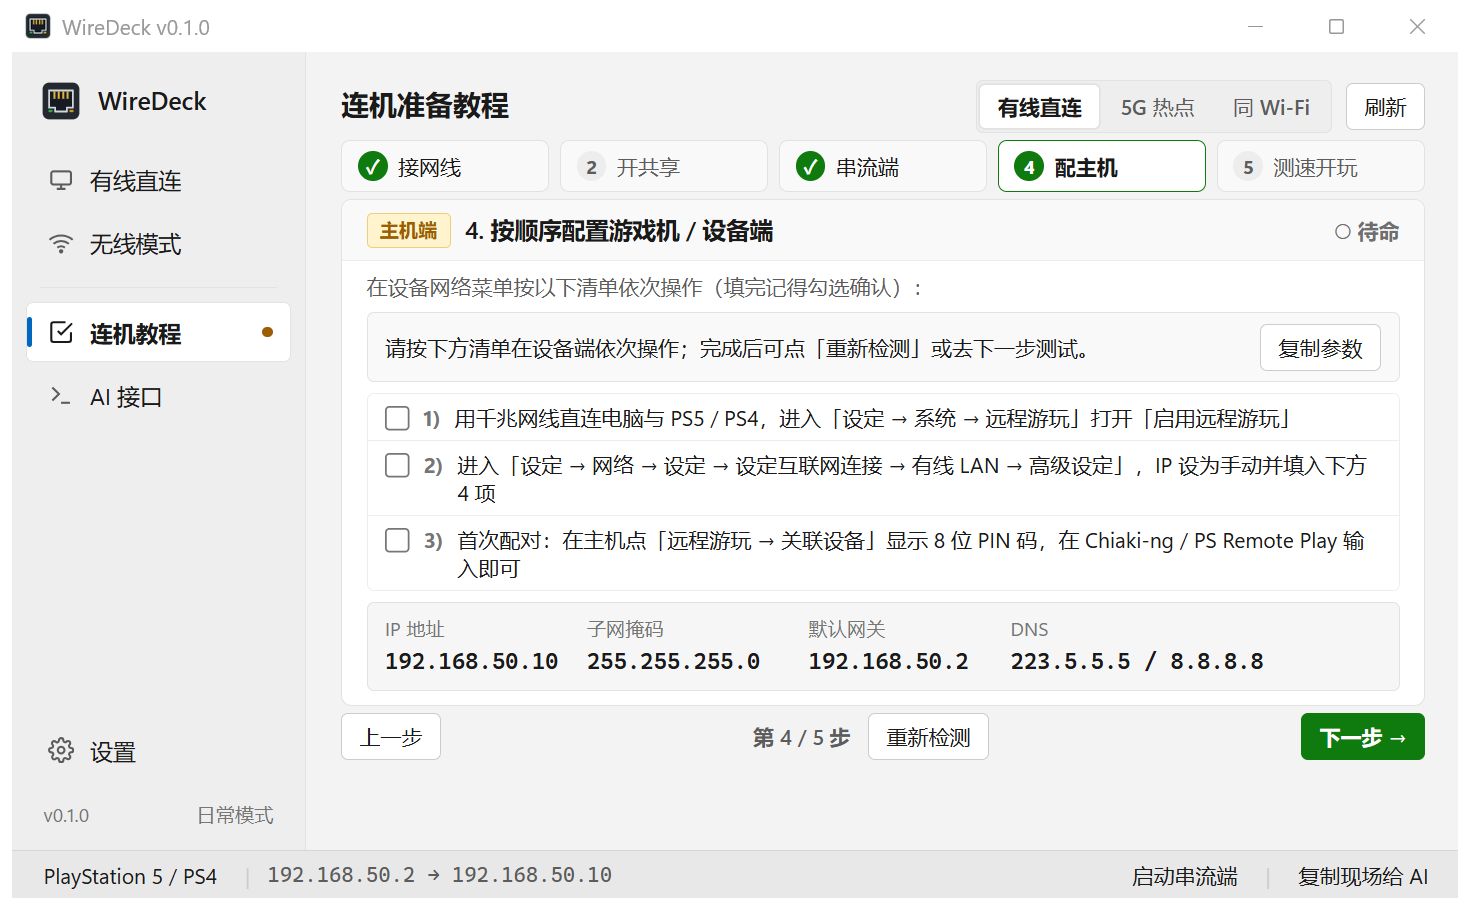 WireDeck v0.1.0
WireDeck
有线直连
无线模式
连机教程
AI 接口
设置
v0.1.0
日常模式
连机准备教程
有线直连
5G 热点
同 Wi-Fi
刷新
接网线
2 开共享
串流端
4 配主机
5 测速开玩
主机端
4. 按顺序配置游戏机 / 设备端
待命
在设备网络菜单按以下清单依次操作（填完记得勾选确认）:
请按下方清单在设备端依次操作；完成后可点「重新检测」或去下一步测试。
复制参数
1) 用千兆网线直连电脑与 PS5 / PS4，进入「设定 → 系统 → 远程游玩」打开「启用远程游玩」
2) 进入「设定 → 网络 → 设定 → 设定互联网连接 → 有线 LAN → 高级设定」, IP 设为手动并填入下方
4 项
3) 首次配对：在主机点「远程游玩 → 关联设备」显示 8 位 PIN 码，在 Chiaki-ng / PS Remote Play 输
入即可
IP 地址
192.168.50.10
子网掩码
255.255.255.0
默认网关
192.168.50.2
DNS
223.5.5.5 / 8.8.8.8
上一步
第 4 / 5 步
重新检测
下一步 →
PlayStation 5 / PS4
192.168.50.2 → 192.168.50.10
启动串流端
复制现场给 AI